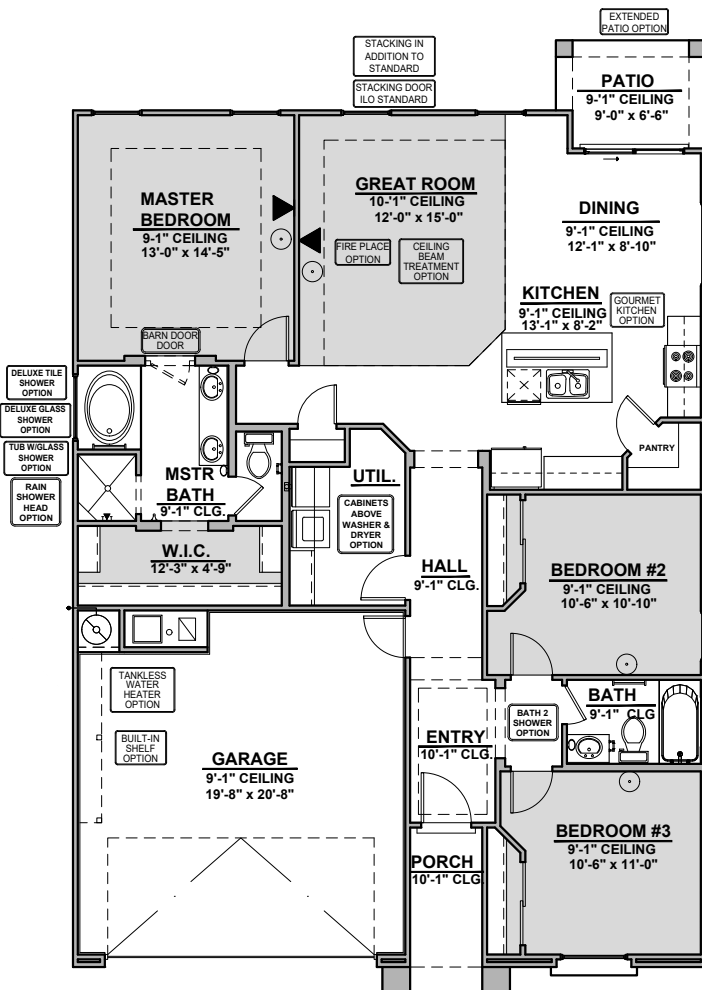 EXTENDED
PATIO OPTION
STACKING IN
ADDITION TO
STANDARD
STACKING DOOR
ILO STANDARD
PATIO
9-'1" CEILING
9'-0" x 6'-6"
MASTER
BEDROOM
9-1" CEILING
13'-0" x 14'-5"
GREAT ROOM
10-'1" CEILING
12'-0" x 15'-0"
FIRE PLACE
OPTION
CEILING
BEAM
TREATMENT
OPTION
DINING
9'-1" CEILING
12'-1" x 8'-10"
KITCHEN
9'-1" CEILING
13'-1" x 8'-2"
GOURMET
KITCHEN
OPTION
BARN DOOR
DOOR
DELUXE TILE
SHOWER
OPTION
DELUXE GLASS
SHOWER
OPTION
TUB W/GLASS
SHOWER
OPTION
RAIN
SHOWER
HEAD
OPTION
MSTR
BATH
9'-1" CLG.
UTIL.
CABINETS
ABOVE
WASHER &
DRYER
OPTION
PANTRY
W.I.C.
12'-3" x 4'-9"
HALL
9'-1" CLG.
BEDROOM #2
9'-1" CEILING
10'-6" x 10'-10"
TANKLESS
WATER
HEATER
OPTION
BUILT-IN
SHELF
OPTION
GARAGE
9'-1" CEILING
19'-8" x 20'-8"
ENTRY
10'-1" CLG.
BATH 2
SHOWER
OPTION
BATH
9'-1" CLG
PORCH
10'-1" CLG.
BEDROOM #3
9'-1" CEILING
10'-6" x 11'-0"